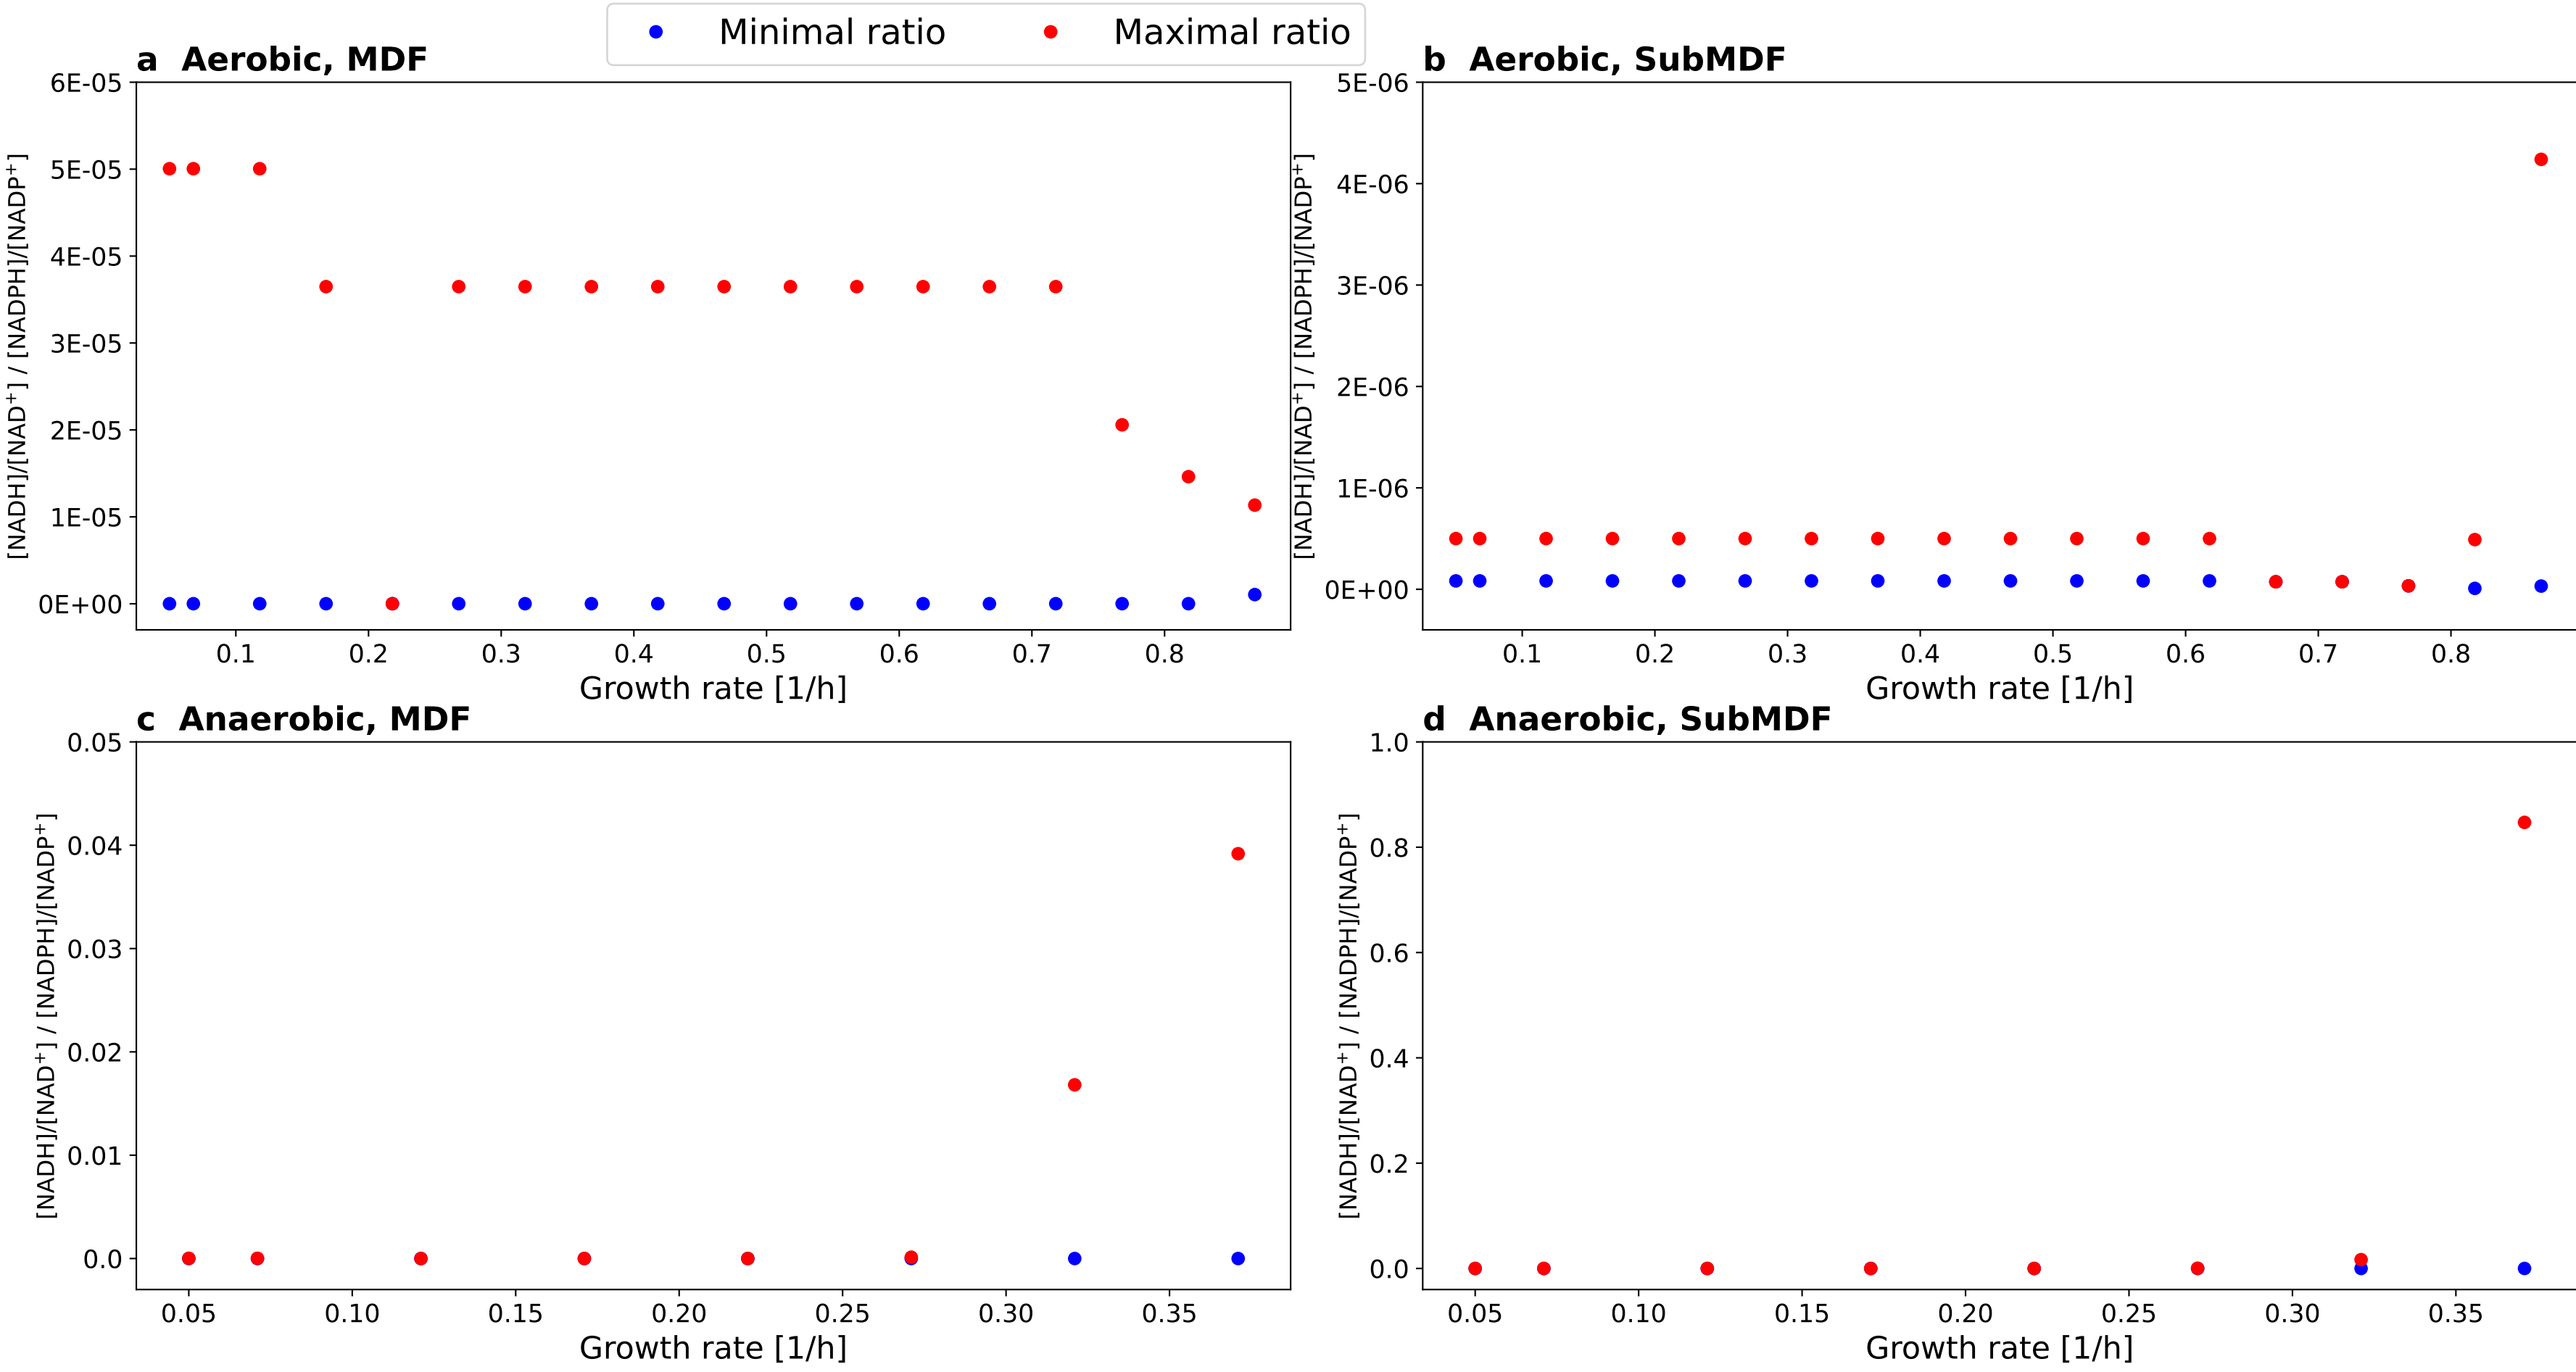 Minimal ratio Maximal ratio
a Aerobic, MDF
6E-05
5E-05
4E-05
3E-05
2E-05
1E-05
0E+00
[NADH]/[NAD⁺] / [NADPH]/[NADP⁺]
0.1 0.2 0.3 0.4 0.5 0.6 0.7 0.8
Growth rate [1/h]
b Aerobic, SubMDF
5E-06
4E-06
3E-06
2E-06
1E-06
0E+00
[NADH]/[NAD⁺] / [NADPH]/[NADP⁺]
0.1 0.2 0.3 0.4 0.5 0.6 0.7 0.8
Growth rate [1/h]
c Anaerobic, MDF
0.05
0.04
0.03
0.02
0.01
0.0
[NADH]/[NAD⁺] / [NADPH]/[NADP⁺]
0.05 0.10 0.15 0.20 0.25 0.30 0.35
Growth rate [1/h]
d Anaerobic, SubMDF
1.0
0.8
0.6
0.4
0.2
0.0
[NADH]/[NAD⁺] / [NADPH]/[NADP⁺]
0.05 0.10 0.15 0.20 0.25 0.30 0.35
Growth rate [1/h]